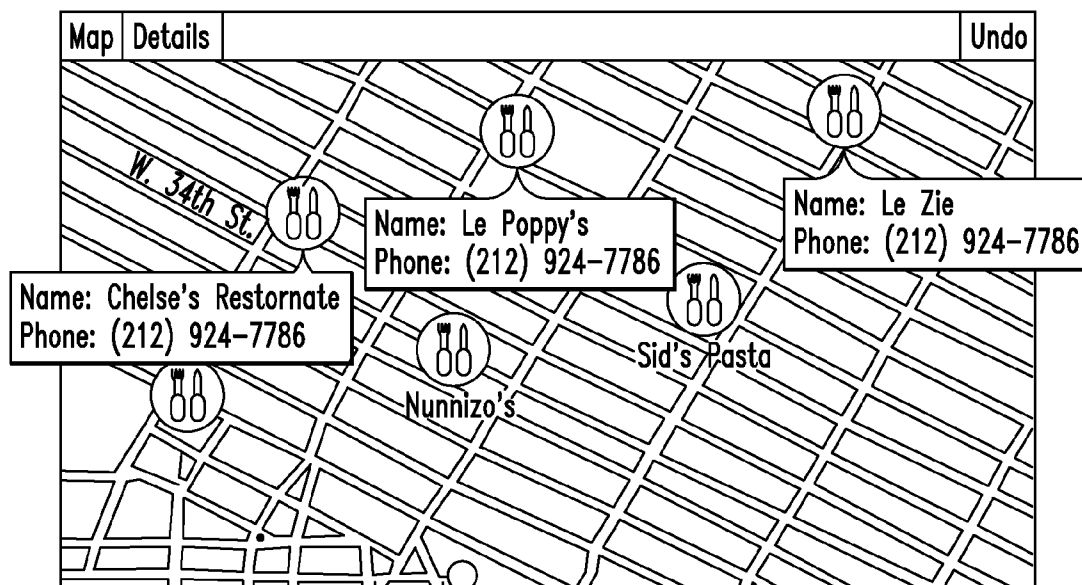 Map Details Undo
W. 34th St.
Name: Le Poppy's
Phone: (212) 924-7786
Name: Le Zie
Phone: (212) 924-7786
Name: Chelse's Restornate
Phone: (212) 924-7786
Sid's Pasta
Nunnizo's